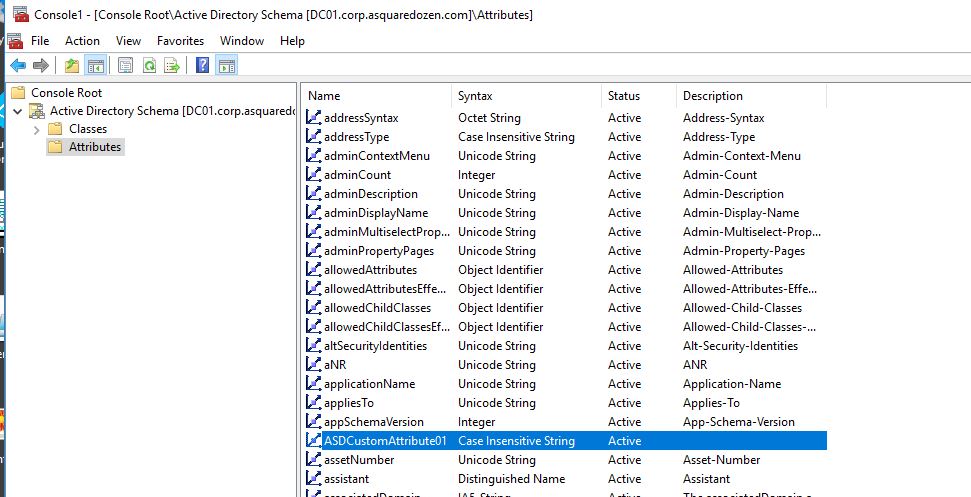 Console1 - [Console Root\Active Directory Schema [DC01.corp.asquaredozen.com]\Attributes]
File Action View Favorites Window Help
Console Root
Active Directory Schema [DC01.corp.asquaredo
Classes
Attributes
Name Syntax Status Description
addressSyntax Octet String Active Address-Syntax
addressType Case Insensitive String Active Address-Type
adminContextMenu Unicode String Active Admin-Context-Menu
adminCount Integer Active Admin-Count
adminDescription Unicode String Active Admin-Description
adminDisplayName Unicode String Active Admin-Display-Name
adminMultiselectProp... Unicode String Active Admin-Multiselect-Prop...
adminPropertyPages Unicode String Active Admin-Property-Pages
allowedAttributes Object Identifier Active Allowed-Attributes
allowedAttributesEffe... Object Identifier Active Allowed-Attributes-Effe...
allowedChildClasses Object Identifier Active Allowed-Child-Classes
allowedChildClassesEf... Object Identifier Active Allowed-Child-Classes-...
altSecurityIdentities Unicode String Active Alt-Security-Identities
aNR Unicode String Active ANR
applicationName Unicode String Active Application-Name
appliesTo Unicode String Active Applies-To
appSchemaVersion Integer Active App-Schema-Version
ASDCustomAttribute01 Case Insensitive String Active
assetNumber Unicode String Active Asset-Number
assistant Distinguished Name Active Assistant
associatedDomain IA5-String Active The associatedDomain a...